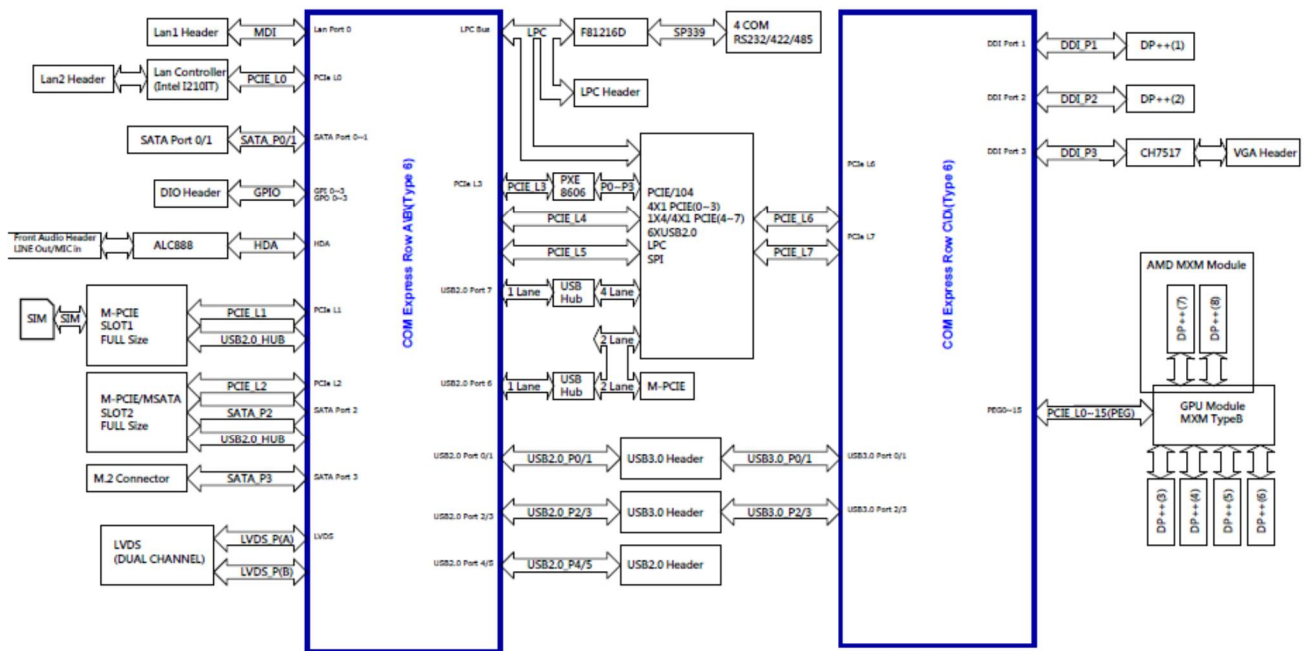 Lan1 Header
MDI
Lan Port 0
Lan2 Header
Lan Controller
(Intel I210IT)
PCIE_L0
PCIe L0
SATA Port 0/1
SATA_P0/1
SATA Port 0~1
DIO Header
GPIO
GPI 0~3
GPO 0~3
Front Audio Header
LINE Out/MIC in
ALC888
HDA
HDA
SIM
SIM
M-PCIE
SLOT1
FULL Size
PCIE_L1
USB2.0_HUB
PCIe L1
M-PCIE/MSATA
SLOT2
FULL Size
PCIE_L2
SATA_P2
USB2.0_HUB
PCIe L2
SATA Port 2
M.2 Connector
SATA_P3
SATA Port 3
LVDS
(DUAL CHANNEL)
LVDS_P(A)
LVDS_P(B)
LVDS
COM Express Row A\B\(Type 6)
LPC Bus
LPC
F81216D
SP339
4 COM
RS232/422/485
LPC Header
PCIe L3
PCIE_L3
PXE
8606
P0~P3
PCIE_L4
PCIE_L5
PCIE/104
4X1 PCIE(0~3)
1X4/4X1 PCIE(4~7)
6XUSB2.0
LPC
SPI
PCIE_L6
PCIE_L7
PCIe L6
PCIe L7
USB2.0 Port 7
1 Lane
USB
Hub
4 Lane
2 Lane
USB2.0 Port 6
1 Lane
USB
Hub
2 Lane
M-PCIE
USB2.0 Port 0/1
USB2.0_P0/1
USB3.0 Header
USB3.0_P0/1
USB3.0 Port 0/1
USB2.0 Port 2/3
USB2.0_P2/3
USB3.0 Header
USB3.0_P2/3
USB3.0 Port 2/3
USB2.0 Port 4/5
USB2.0_P4/5
USB2.0 Header
COM Express Row C\D\(Type 6)
DDI Port 1
DDI_P1
DP++(1)
DDI Port 2
DDI_P2
DP++(2)
DDI Port 3
DDI_P3
CH7517
VGA Header
AMD MXM Module
DP++(7)
DP++(8)
PEG0~15
PCIE_L0~15(PEG)
GPU Module
MXM TypeB
DP++(3)
DP++(4)
DP++(5)
DP++(6)